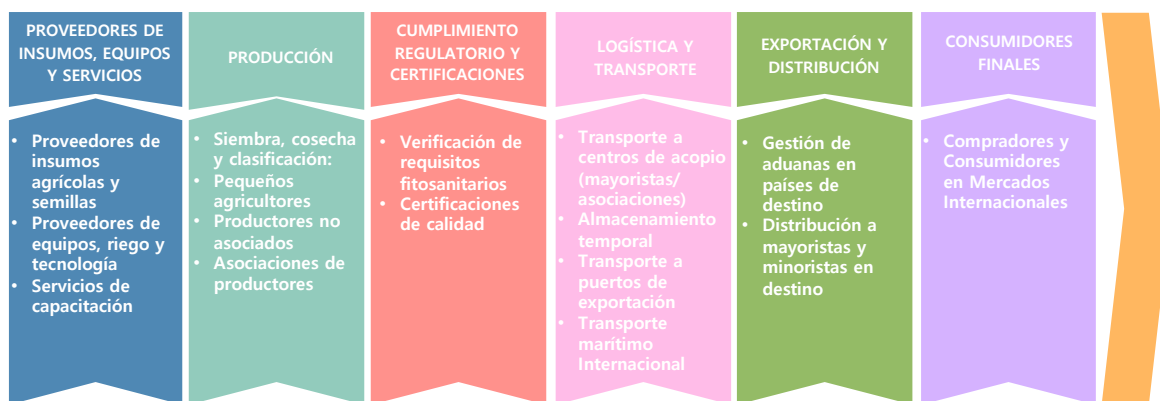 PROVEEDORES DE
INSUMOS, EQUIPOS
Y SERVICIOS
• Proveedores de
insumos
agrícolas y
semillas
• Proveedores de
equipos, riego y
tecnología
• Servicios de
capacitación
PRODUCCIÓN
• Siembra, cosecha
y clasificación:
• Pequeños
agricultores
• Productores no
asociados
• Asociaciones de
productores
CUMPLIMIENTO
REGULATORIO Y
CERTIFICACIONES
• Verificación de
requisitos
fitosanitarios
• Certificaciones
de calidad
LOGÍSTICA Y
TRANSPORTE
• Transporte a
centros de acopio
(mayoristas/
asociaciones)
• Almacenamiento
temporal
• Transporte a
puertos de
exportación
• Transporte
marítimo
Internacional
EXPORTACIÓN Y
DISTRIBUCIÓN
• Gestión de
aduanas en
países de
destino
• Distribución a
mayoristas y
minoristas en
destino
CONSUMIDORES
FINALES
• Compradores y
Consumidores
en Mercados
Internacionales